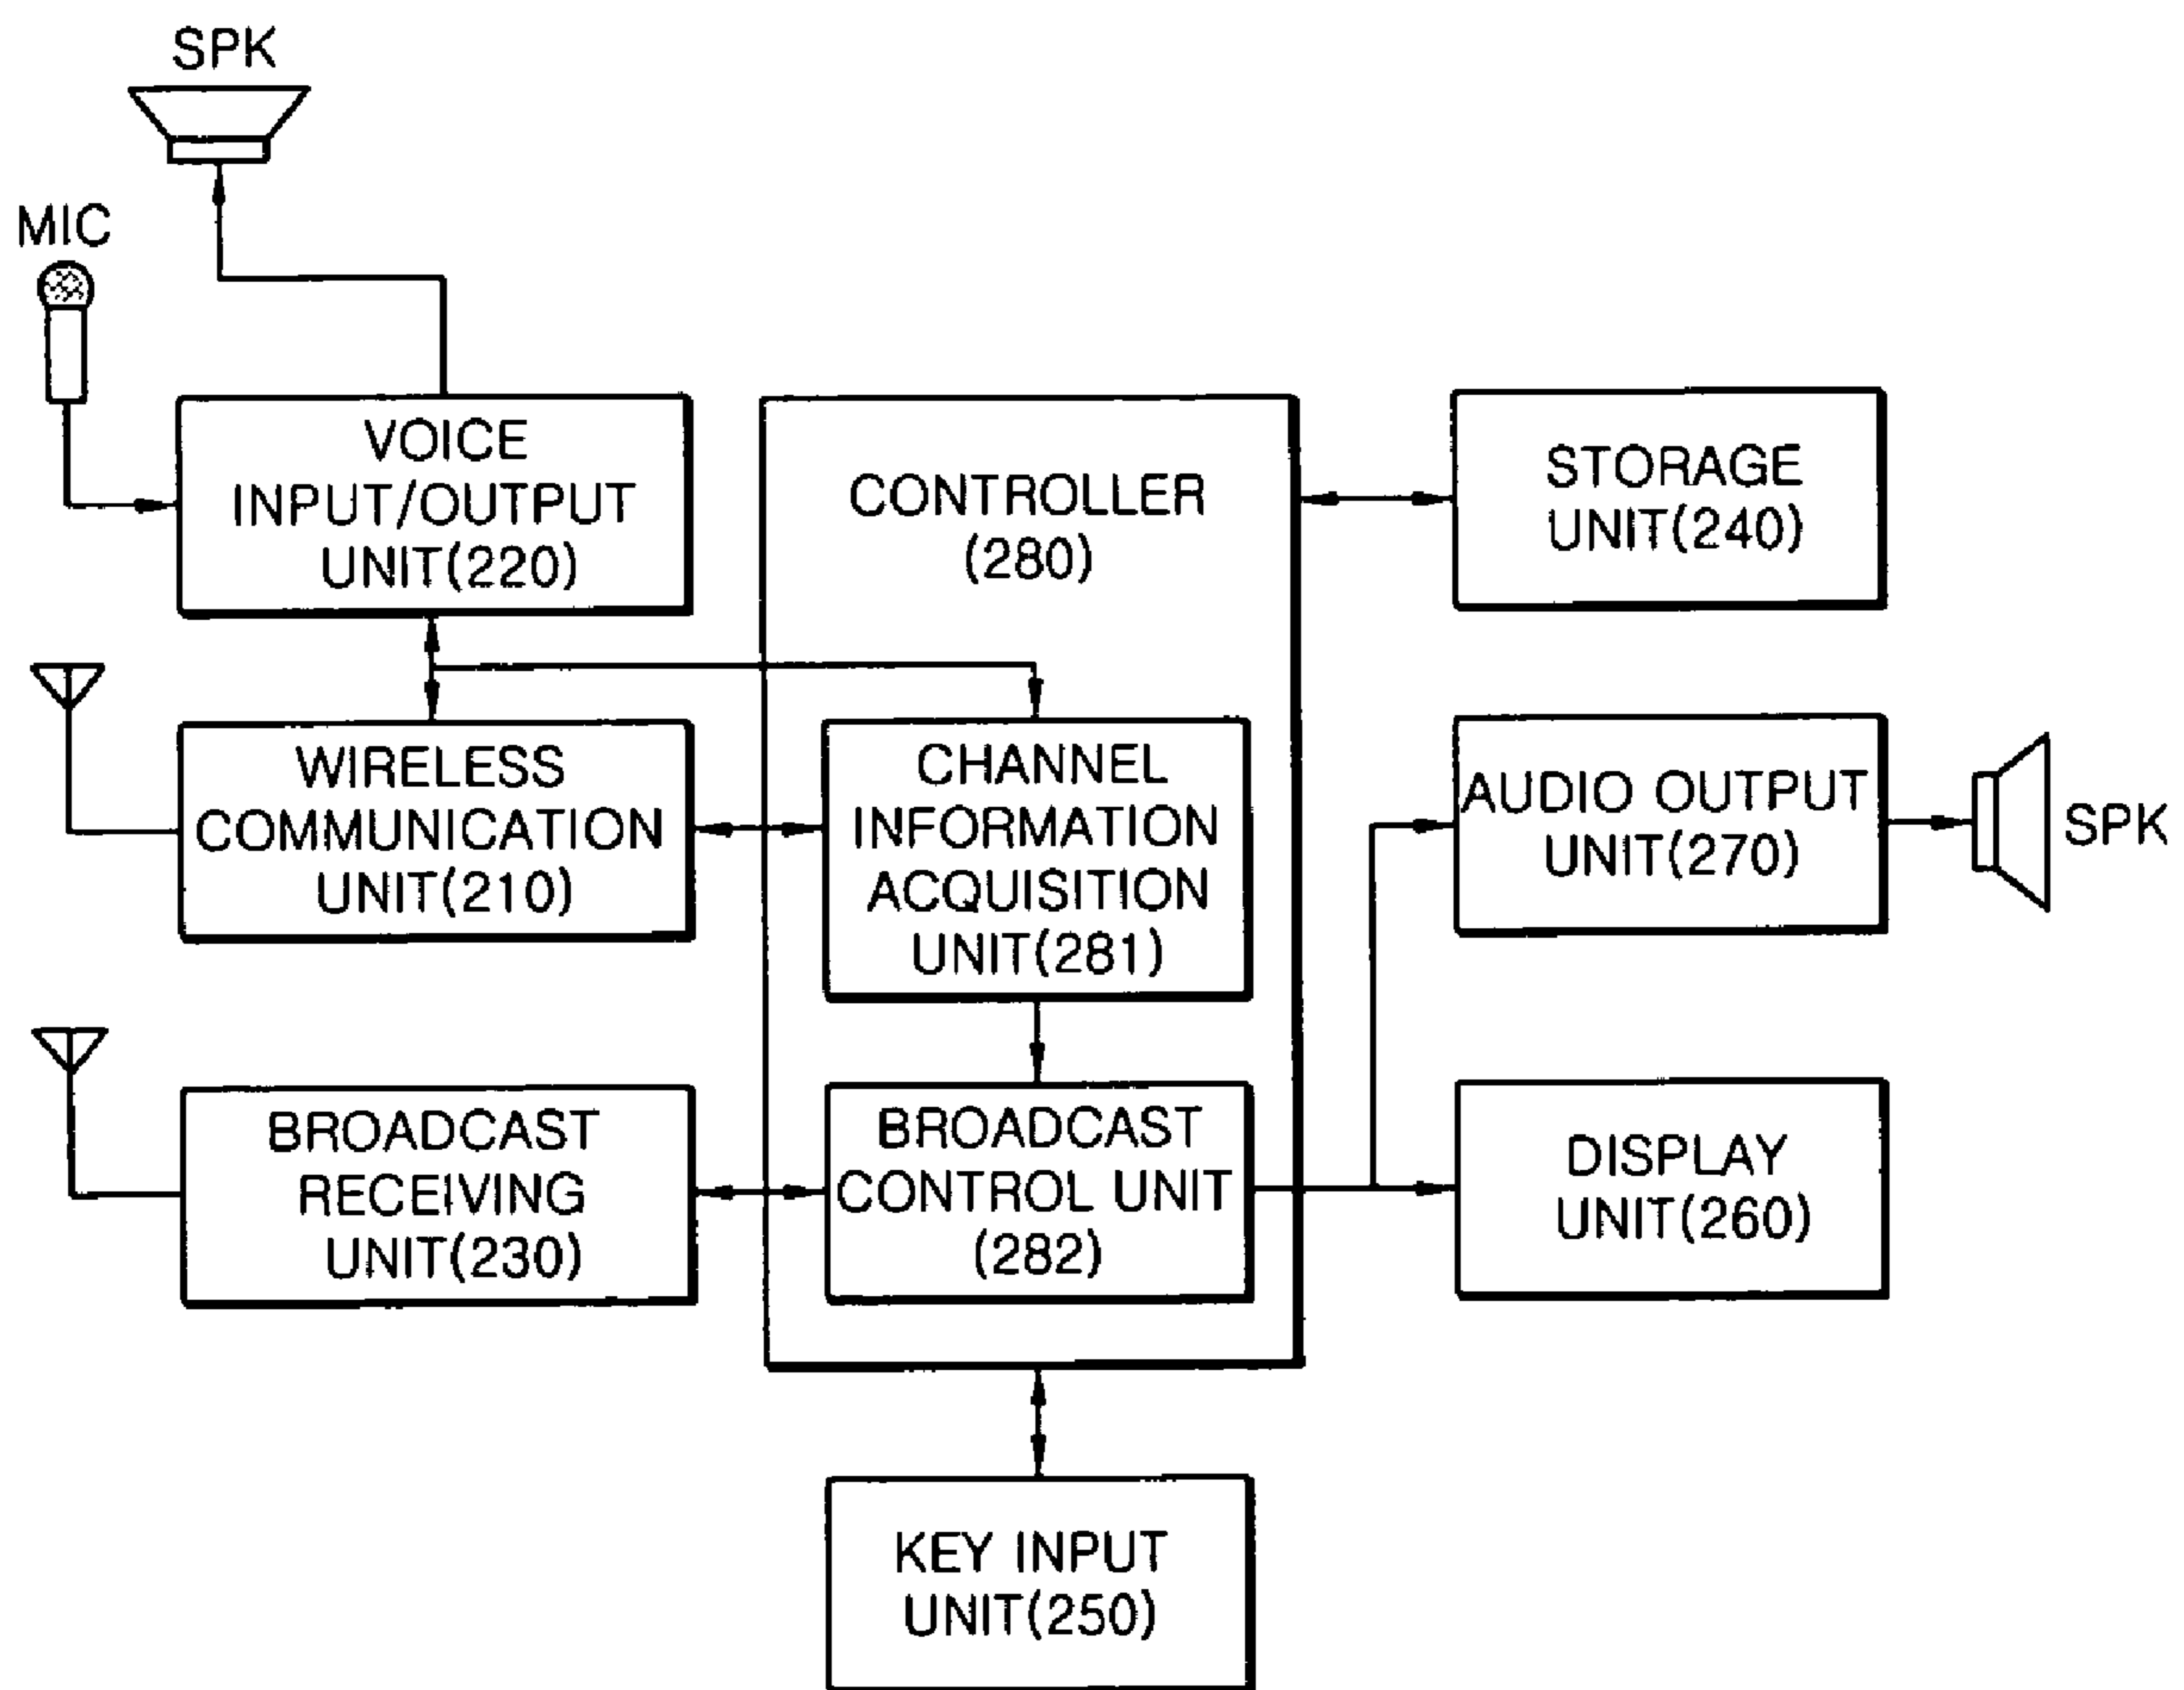 SPK
MIC
VOICE
INPUT/OUTPUT
UNIT(220)
CONTROLLER
(280)
STORAGE
UNIT(240)
WIRELESS
COMMUNICATION
UNIT(210)
CHANNEL
INFORMATION
ACQUISITION
UNIT(281)
AUDIO OUTPUT
UNIT(270)
SPK
BROADCAST
RECEIVING
UNIT(230)
BROADCAST
CONTROL UNIT
(282)
DISPLAY
UNIT(260)
KEY INPUT
UNIT(250)